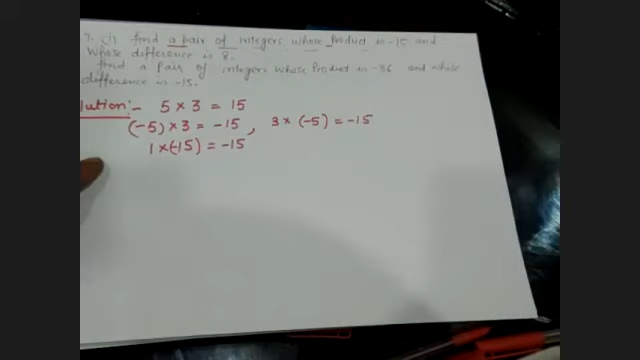 7. (i) find a pair of integers whose product is -15 and
whose difference is 8.
find a pair of integers whose product is -36 and whose
difference is -15.
lution:-  5 × 3 = 15
(-5) × 3 = -15 ,  3 × (-5) = -15
1 × (-15) = -15